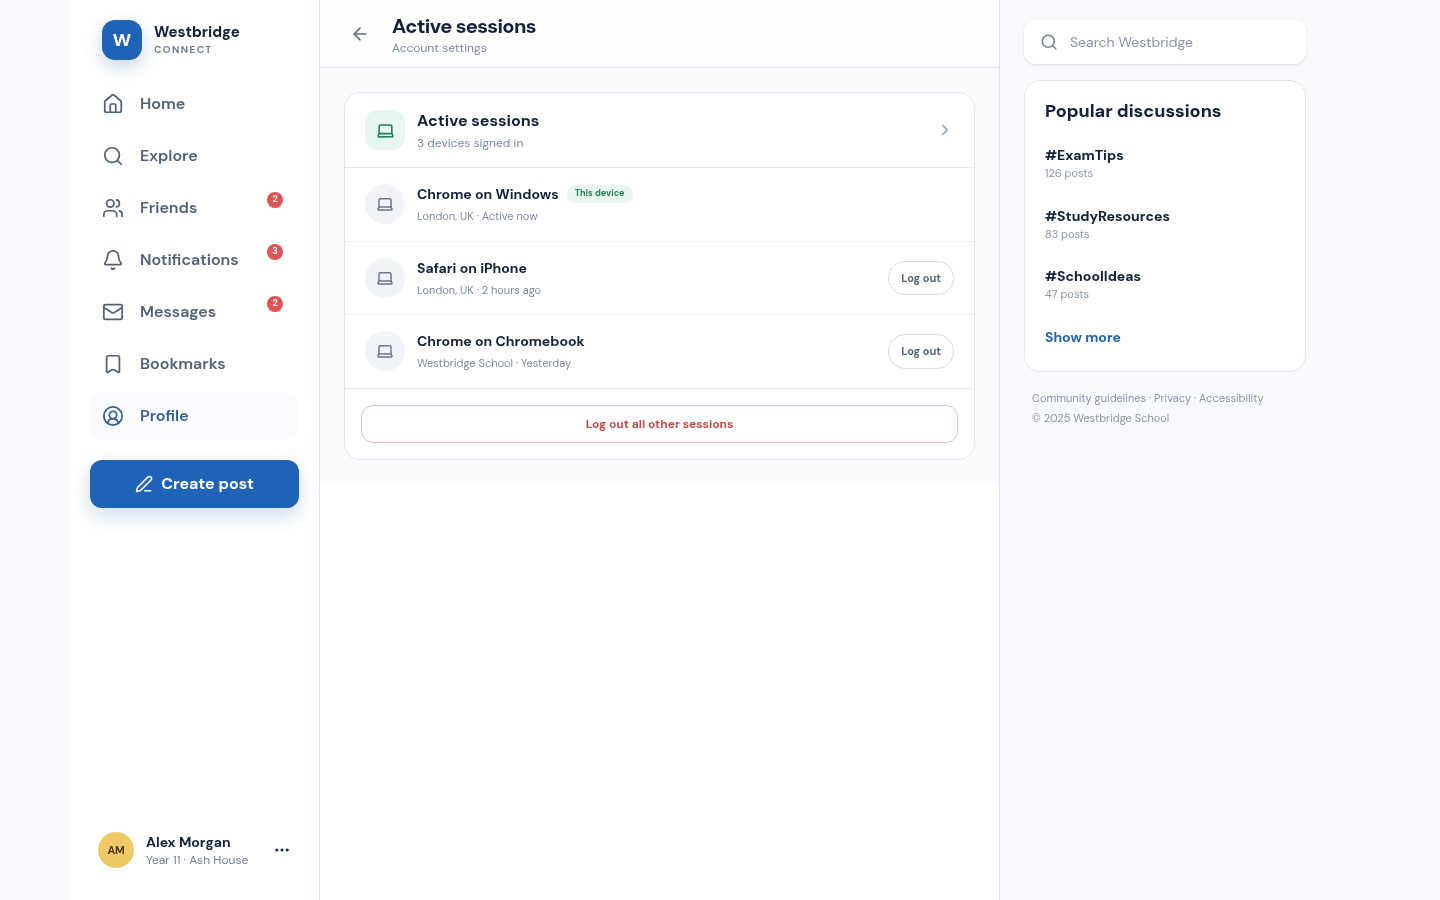 W
Westbridge
CONNECT
Home
Explore
Friends
2
Notifications
3
Messages
2
Bookmarks
Profile
Create post
AM
Alex Morgan
Year 11 · Ash House
Active sessions
Account settings
Active sessions
3 devices signed in
Chrome on Windows This device
London, UK · Active now
Safari on iPhone
London, UK · 2 hours ago
Log out
Chrome on Chromebook
Westbridge School · Yesterday
Log out
Log out all other sessions
Search Westbridge
Popular discussions
#ExamTips
126 posts
#StudyResources
83 posts
#SchoolIdeas
47 posts
Show more
Community guidelines · Privacy · Accessibility
© 2025 Westbridge School